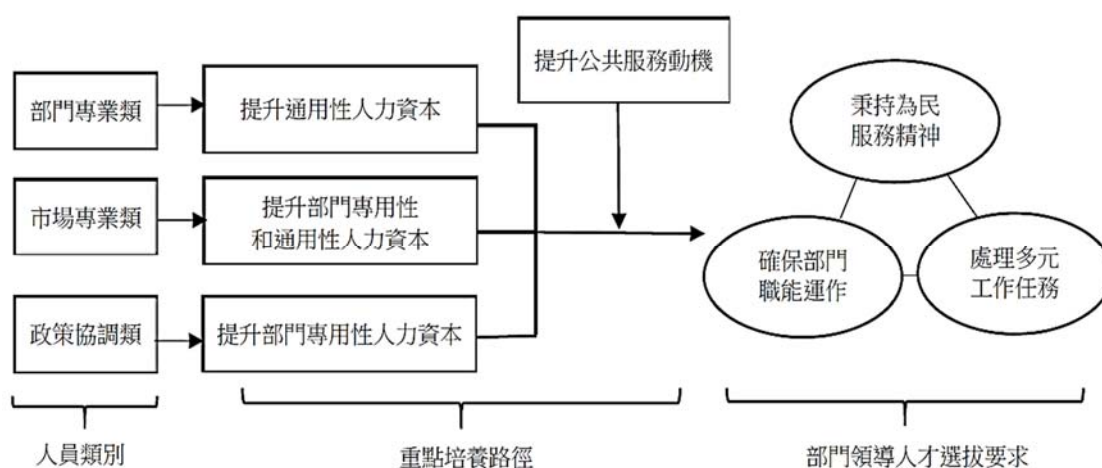 提升公共服務動機
部門專業類
提升通用性人力資本
秉持為民
服務精神
市場專業類
提升部門專用性
和通用性人力資本
確保部門
職能運作
處理多元
工作任務
政策協調類
提升部門專用性人力資本
人員類別
重點培養路徑
部門領導人才選拔要求